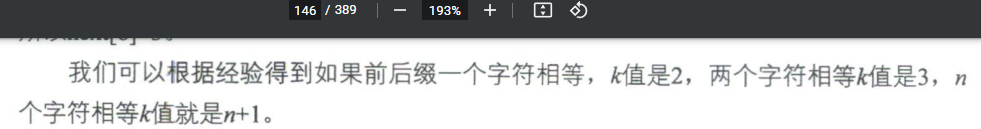 146 / 389 193%
我们可以根据经验得到如果前后缀一个字符相等，k值是2，两个字符相等k值是3，n
个字符相等k值就是n+1。